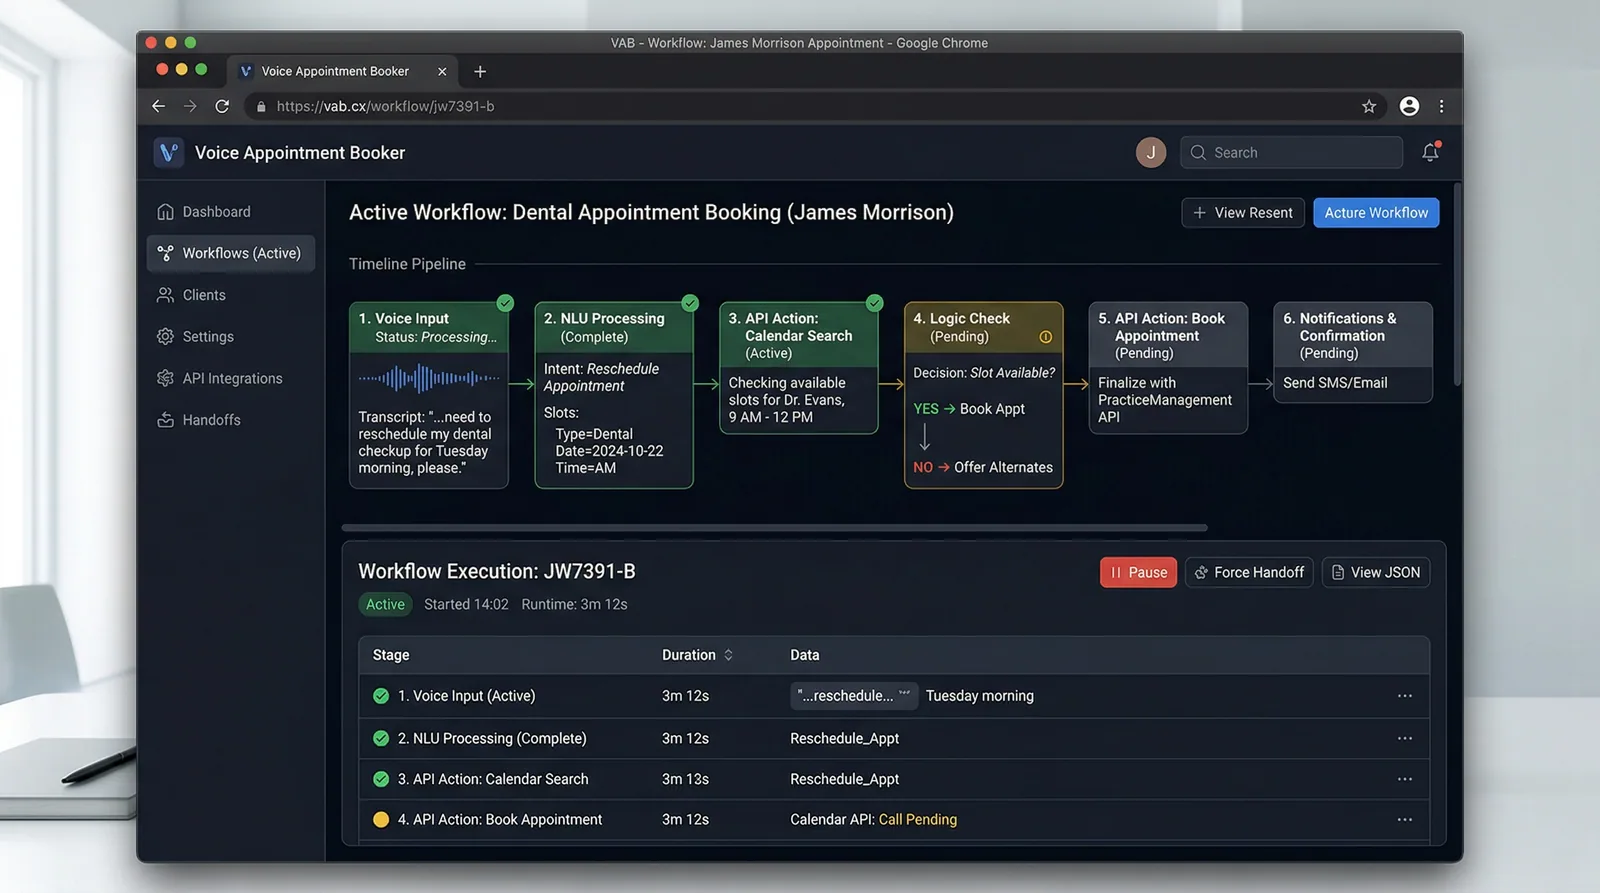 VAB - Workflow: James Morrison Appointment - Google Chrome
Voice Appointment Booker
https://vab.cx/workflow/jw7391-b
Voice Appointment Booker
J
Search
Dashboard
Workflows (Active)
Clients
Settings
API Integrations
Handoffs
Active Workflow: Dental Appointment Booking (James Morrison)
+ View Resent
Acture Workflow
Timeline Pipeline
1. Voice Input
Status: Processing...
Transcript: "...need to
reschedule my dental
checkup for Tuesday
morning, please."
2. NLU Processing
(Complete)
Intent: Reschedule
Appointment
Slots:
Type=Dental
Date=2024-10-22
Time=AM
3. API Action:
Calendar Search
(Active)
Checking available
slots for Dr. Evans,
9 AM - 12 PM
4. Logic Check
(Pending)
Decision: Slot Available?
YES → Book Appt
NO → Offer Alternates
5. API Action: Book
Appointment
(Pending)
Finalize with
PracticeManagement
API
6. Notifications &
Confirmation
(Pending)
Send SMS/Email
Workflow Execution: JW7391-B
Pause
Force Handoff
View JSON
Active Started 14:02 Runtime: 3m 12s
Stage Duration Data
1. Voice Input (Active) 3m 12s "...reschedule... Tuesday morning
2. NLU Processing (Complete) 3m 12s Reschedule_Appt
3. API Action: Calendar Search 3m 13s Reschedule_Appt
4. API Action: Book Appointment 3m 12s Calendar API: Call Pending